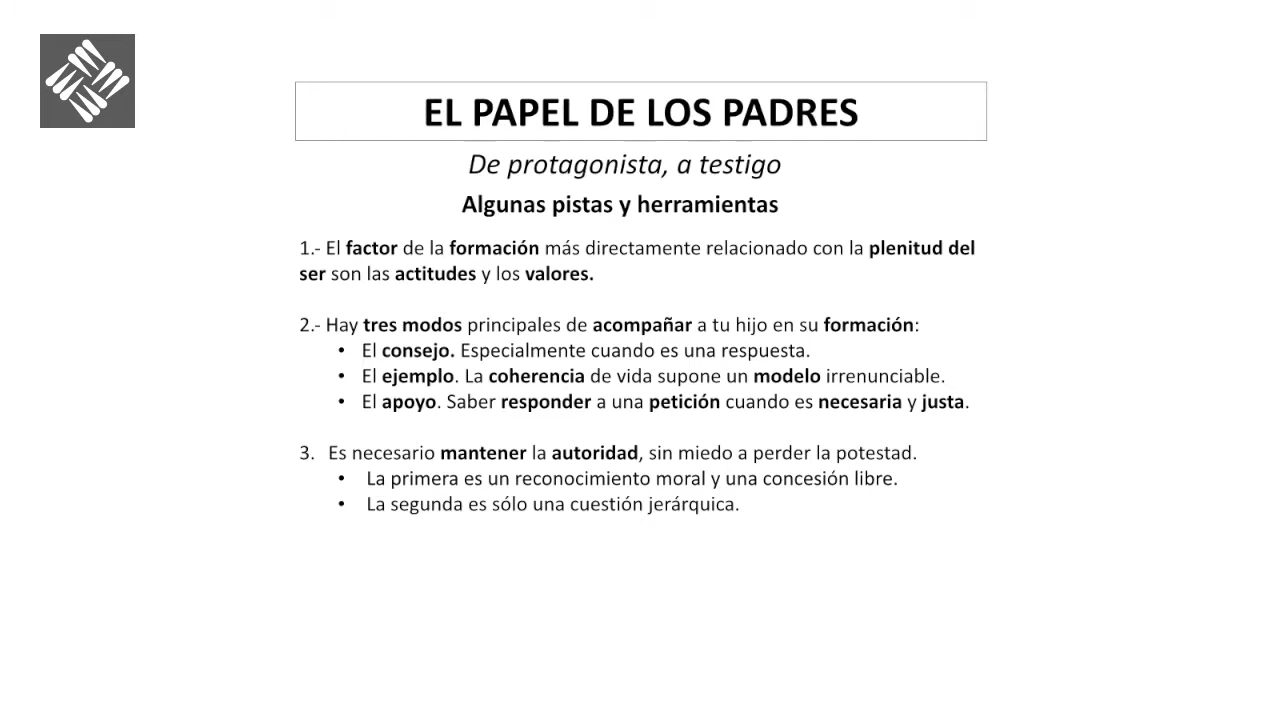 EL PAPEL DE LOS PADRES
De protagonista, a testigo
Algunas pistas y herramientas
1.- El factor de la formación más directamente relacionado con la plenitud del
ser son las actitudes y los valores.
2.- Hay tres modos principales de acompañar a tu hijo en su formación:
• El consejo. Especialmente cuando es una respuesta.
• El ejemplo. La coherencia de vida supone un modelo irrenunciable.
• El apoyo. Saber responder a una petición cuando es necesaria y justa.
3. Es necesario mantener la autoridad, sin miedo a perder la potestad.
• La primera es un reconocimiento moral y una concesión libre.
• La segunda es sólo una cuestión jerárquica.